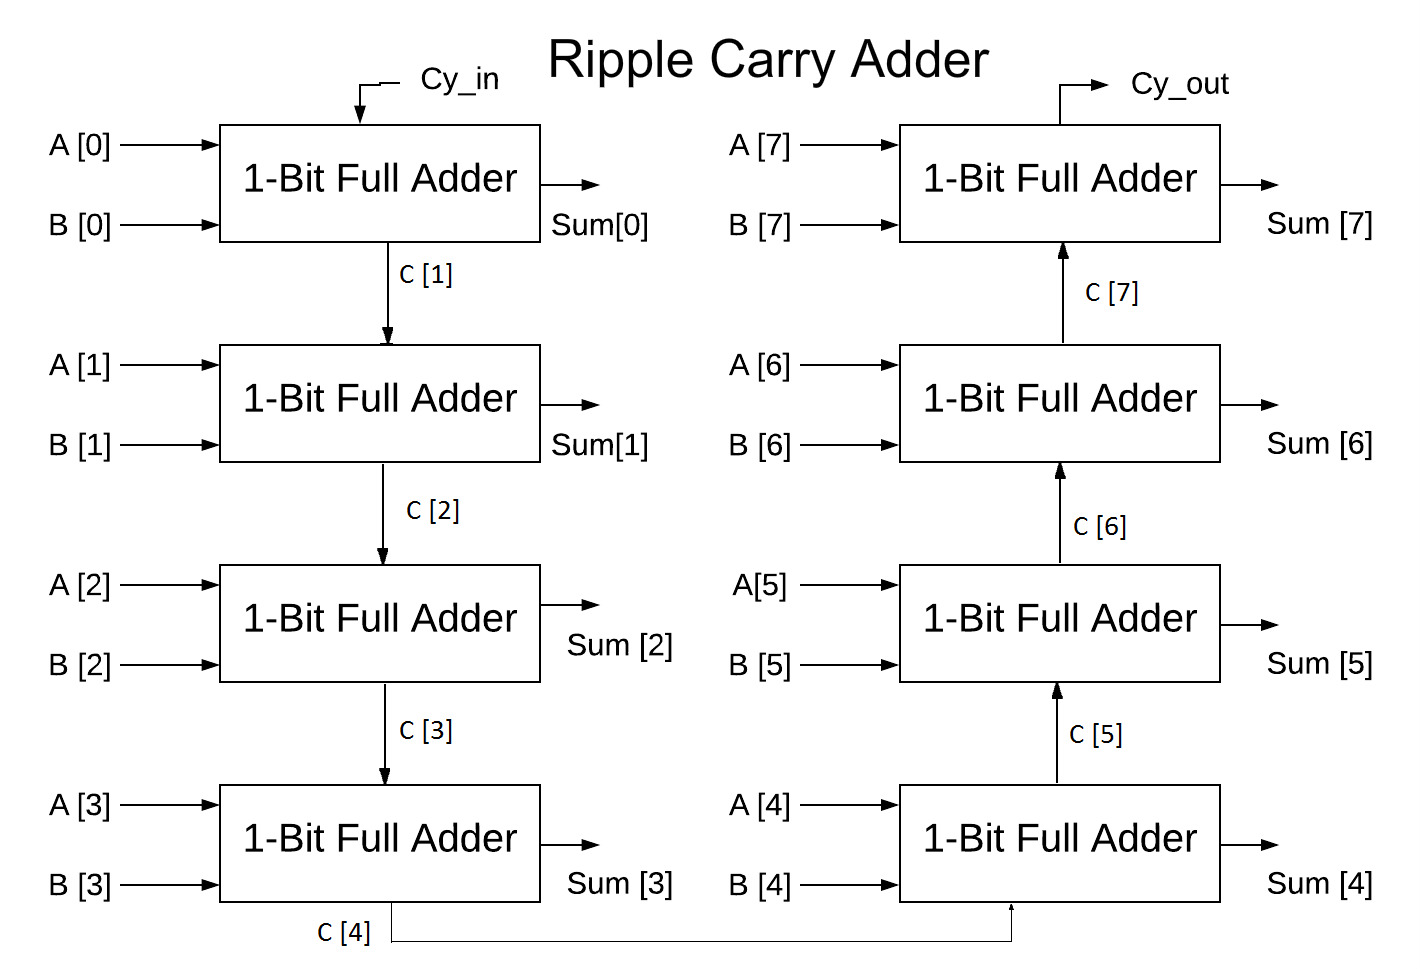 Ripple Carry Adder
Cy_in
A [0]
1-Bit Full Adder
B [0]
Sum[0]
C [1]
A [1]
1-Bit Full Adder
B [1]
Sum[1]
C [2]
A [2]
1-Bit Full Adder
B [2]
Sum [2]
C [3]
A [3]
1-Bit Full Adder
B [3]
Sum [3]
C [4]
Cy_out
A [7]
1-Bit Full Adder
B [7]
Sum [7]
C [7]
A [6]
1-Bit Full Adder
B [6]
Sum [6]
C [6]
A[5]
1-Bit Full Adder
B [5]
Sum [5]
C [5]
A [4]
1-Bit Full Adder
B [4]
Sum [4]